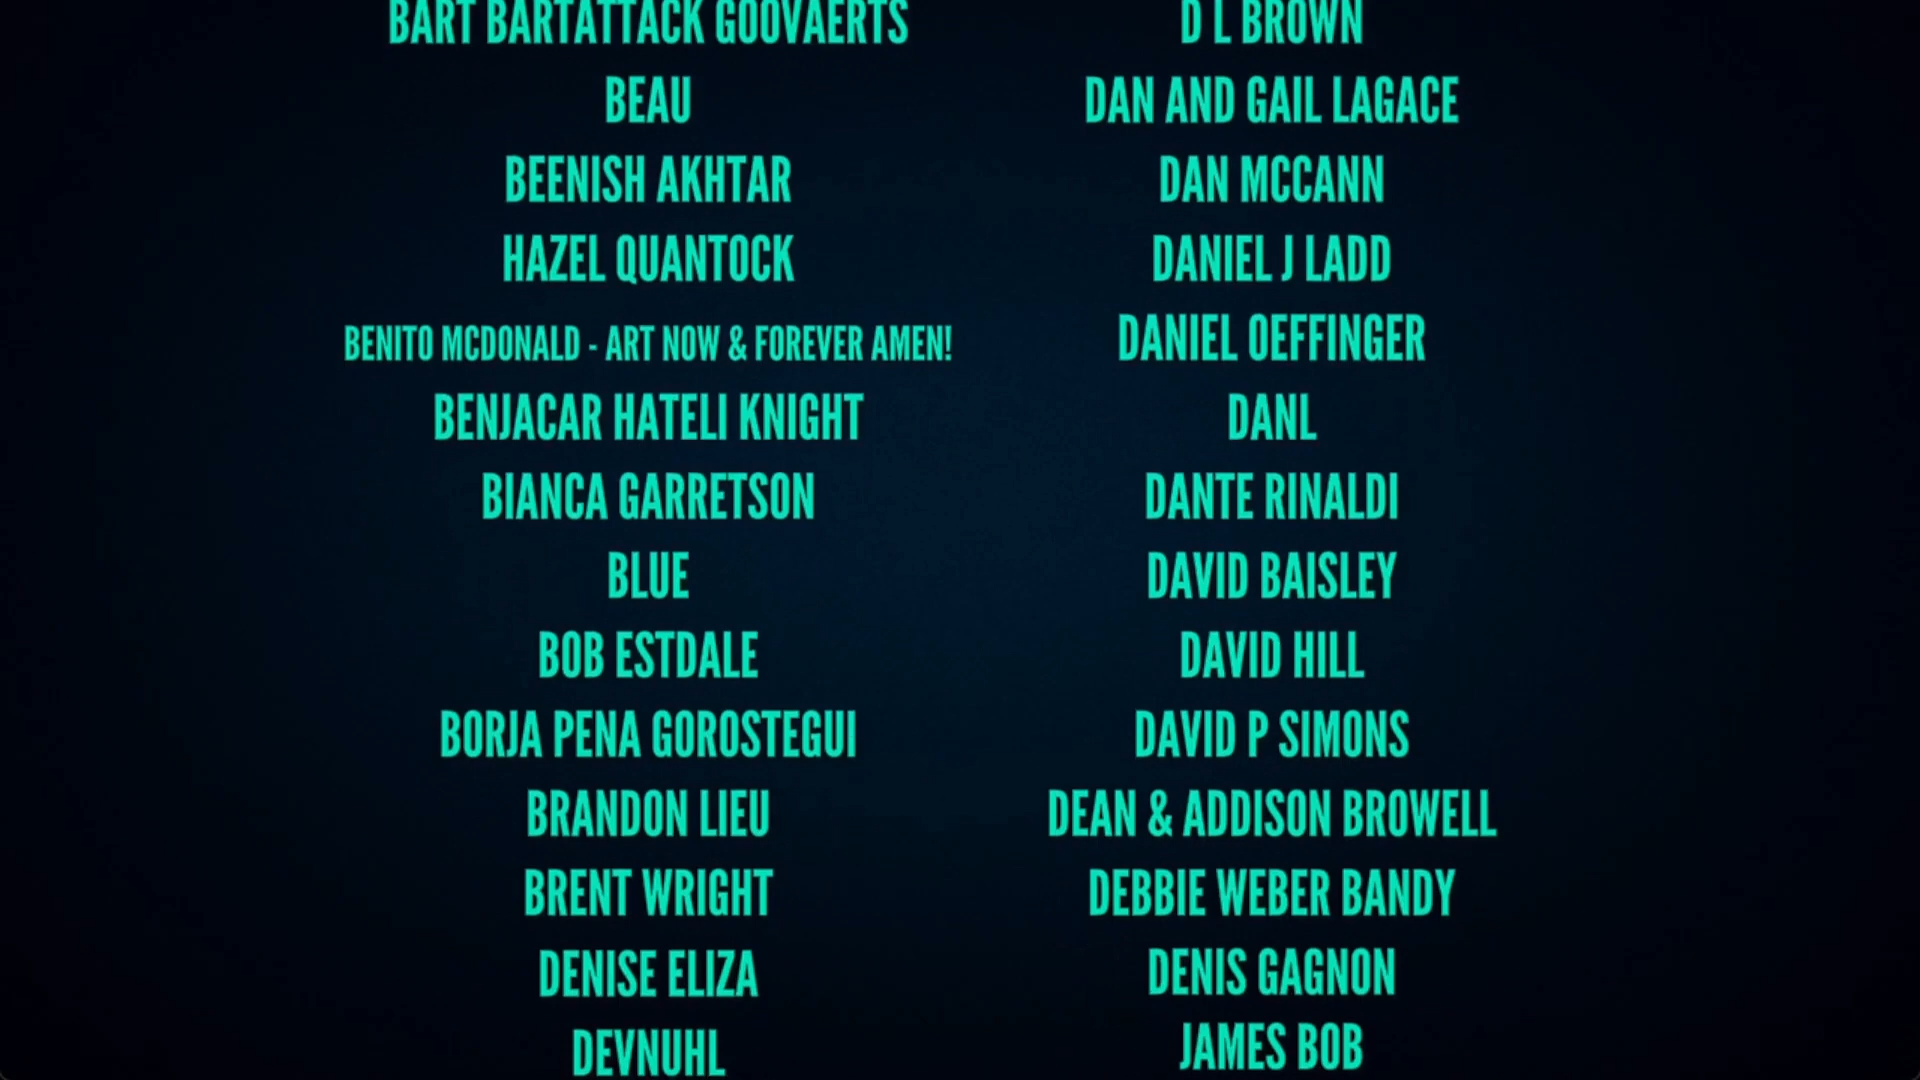 BART BARTATTACK GOOVAERTS
BEAU
BEENISH AKHTAR
HAZEL QUANTOCK
BENITO MCDONALD - ART NOW & FOREVER AMEN!
BENJACAR HATELI KNIGHT
BIANCA GARRETSON
BLUE
BOB ESTDALE
BORJA PENA GOROSTEGUI
BRANDON LIEU
BRENT WRIGHT
DENISE ELIZA
DEVNUHL
D L BROWN
DAN AND GAIL LAGACE
DAN MCCANN
DANIEL J LADD
DANIEL OEFFINGER
DANL
DANTE RINALDI
DAVID BAISLEY
DAVID HILL
DAVID P SIMONS
DEAN & ADDISON BROWELL
DEBBIE WEBER BANDY
DENIS GAGNON
JAMES BOB